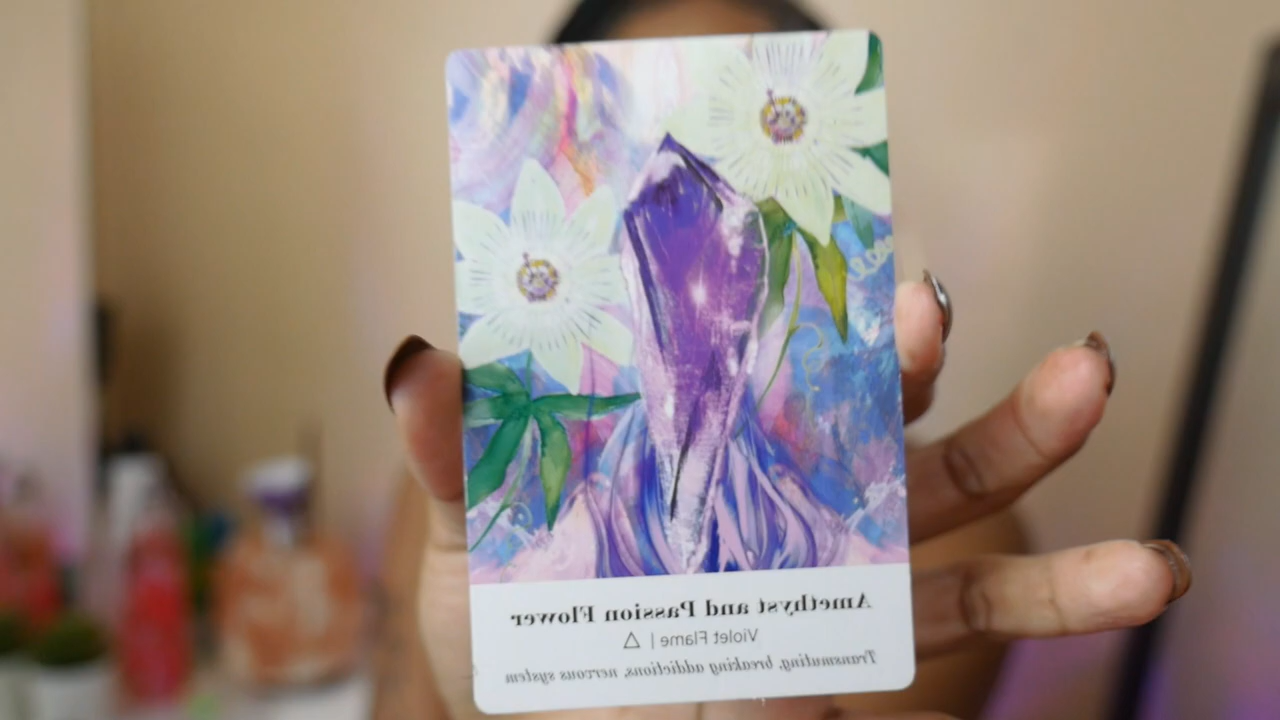 Amethyst and Passion Flower
Violet Flame | △
Transmuting, breaking addictions, nervous system